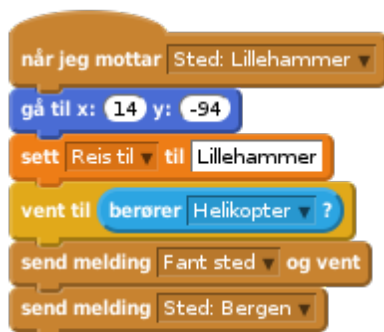 når jeg mottar Sted: Lillehammer
gå til x: 14 y: -94
sett Reis til til Lillehammer
vent til berører Helikopter ?
send melding Fant sted og vent
send melding Sted: Bergen